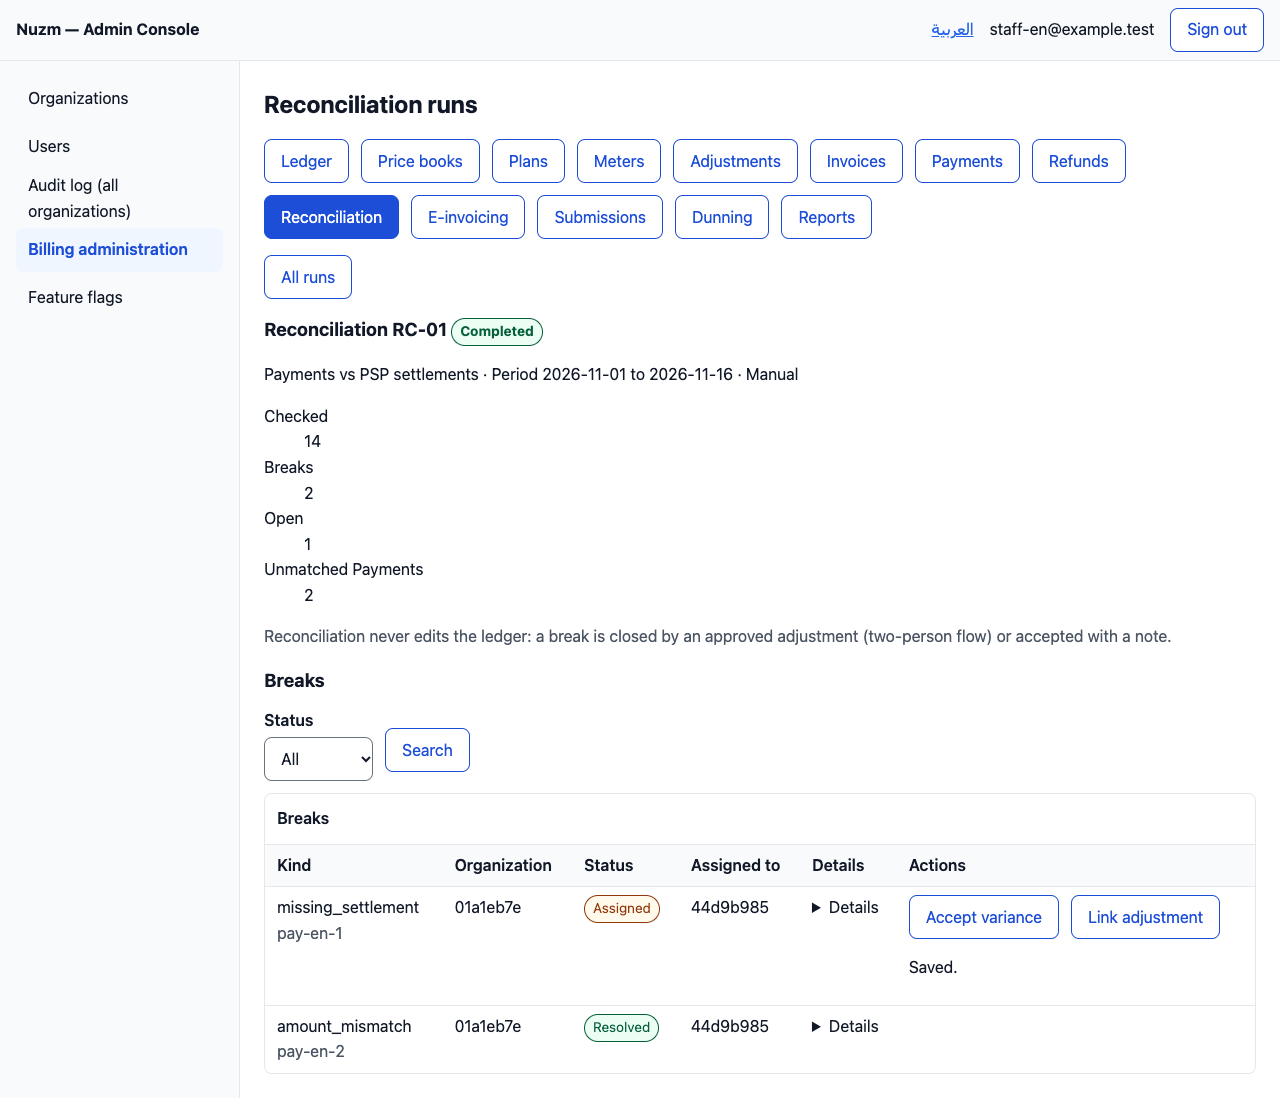 Nuzm — Admin Console
العربية
staff-en@example.test
Sign out
Organizations
Users
Audit log (all
organizations)
Billing administration
Feature flags
Reconciliation runs
Ledger
Price books
Plans
Meters
Adjustments
Invoices
Payments
Refunds
Reconciliation
E-invoicing
Submissions
Dunning
Reports
All runs
Reconciliation RC-01 Completed
Payments vs PSP settlements · Period 2026-11-01 to 2026-11-16 · Manual
Checked
14
Breaks
2
Open
1
Unmatched Payments
2
Reconciliation never edits the ledger: a break is closed by an approved adjustment (two-person flow) or accepted with a note.
Breaks
Status
All
Search
Breaks
Kind Organization Status Assigned to Details Actions
missing_settlement 01a1eb7e Assigned 44d9b985 Details Accept variance Link adjustment
pay-en-1
Saved.
amount_mismatch 01a1eb7e Resolved 44d9b985 Details
pay-en-2